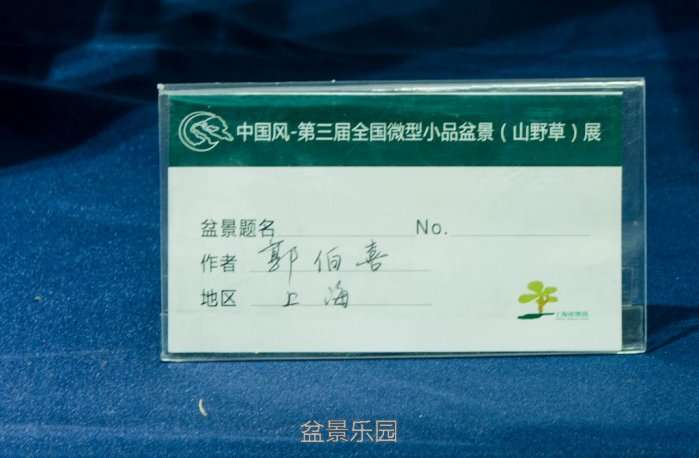 中国风-第三届全国微型小品盆景（山野草）展
盆景题名 No.
作者 郭伯喜
地区 上海
盆景乐园